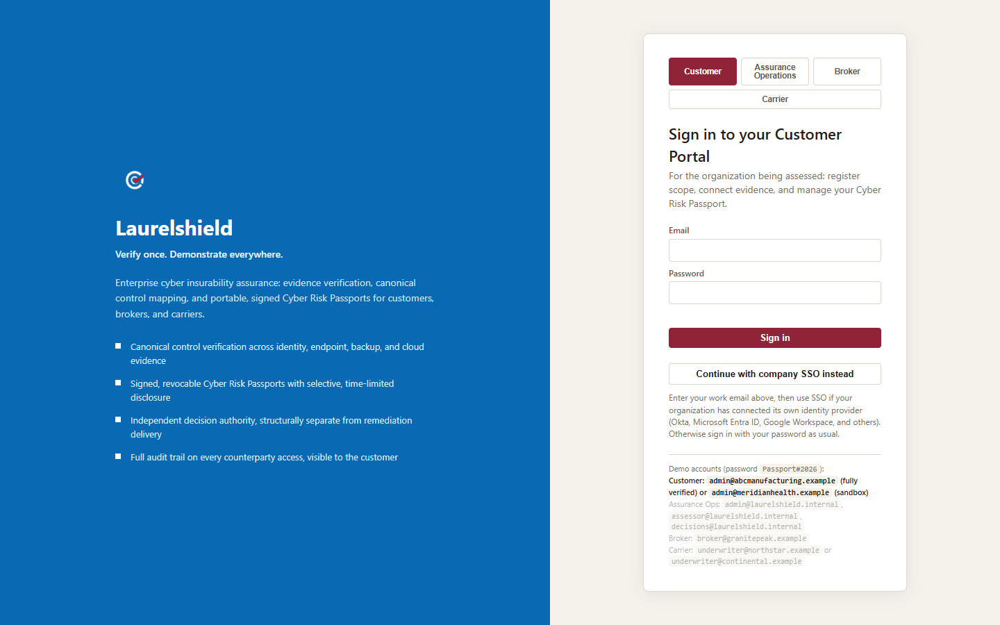 Laurelshield
Verify once. Demonstrate everywhere.
Enterprise cyber insurability assurance: evidence verification, canonical
control mapping, and portable, signed Cyber Risk Passports for customers,
brokers, and carriers.
Canonical control verification across identity, endpoint, backup, and cloud
evidence
Signed, revocable Cyber Risk Passports with selective, time-limited
disclosure
Independent decision authority, structurally separate from remediation
delivery
Full audit trail on every counterparty access, visible to the customer
Customer
Assurance
Operations
Broker
Carrier
Sign in to your Customer
Portal
For the organization being assessed: register
scope, connect evidence, and manage your Cyber
Risk Passport.
Email
Password
Sign in
Continue with company SSO instead
Enter your work email above, then use SSO if your
organization has connected its own identity provider
(Okta, Microsoft Entra ID, Google Workspace, and others).
Otherwise sign in with your password as usual.
Demo accounts (password Passport#2026):
Customer: admin@abcmanufacturing.example (fully
verified) or admin@meridianhealth.example (sandbox)
Assurance Ops: admin@laurelshield.internal,
assessor@laurelshield.internal,
decisions@laurelshield.internal
Broker: broker@granitepeak.example
Carrier: underwriter@northstar.example or
underwriter@continental.example